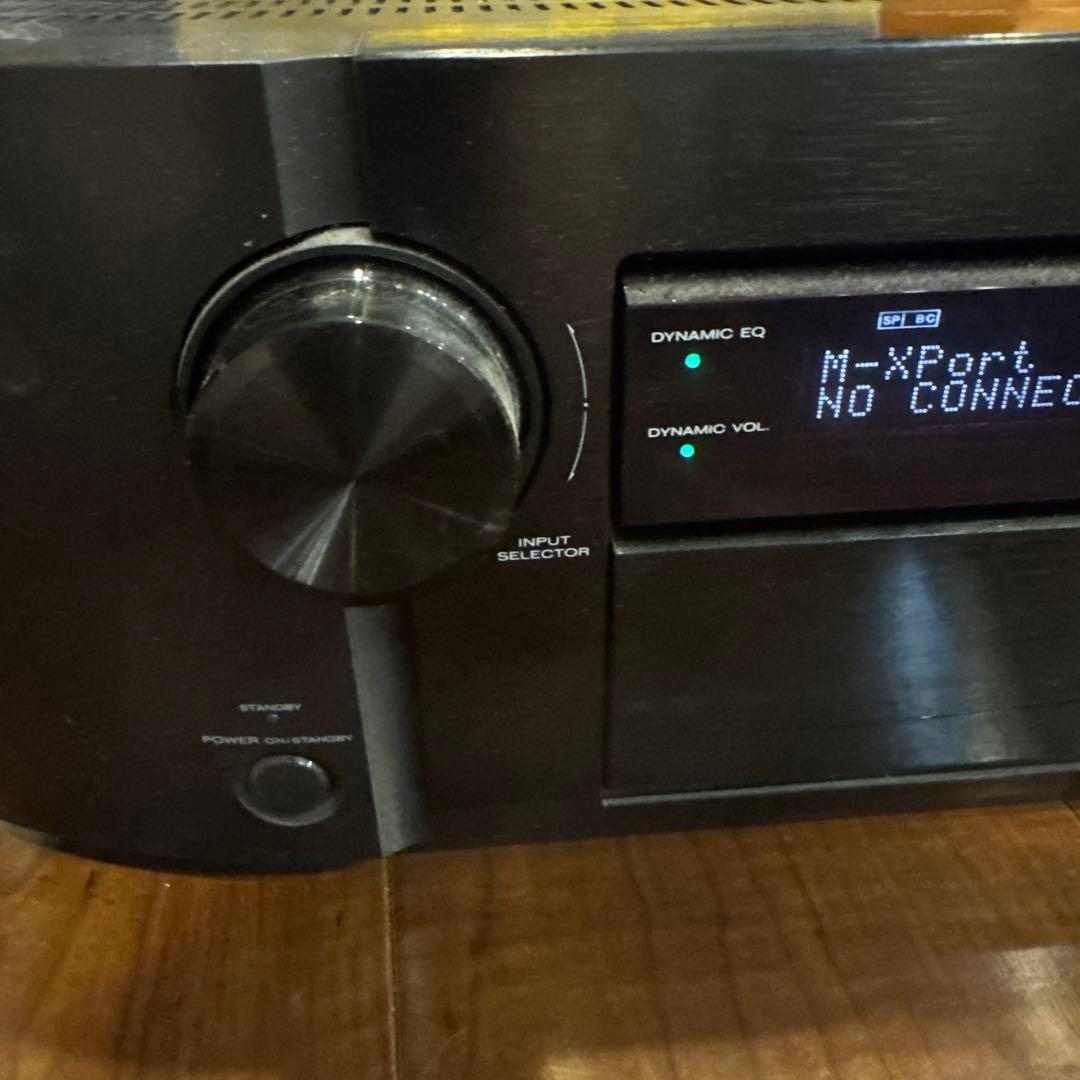 DYNAMIC EQ
SP BC
M-XPort
NO CONNEC
DYNAMIC VOL.
INPUT
SELECTOR
STANDBY
POWER ON/STANDBY